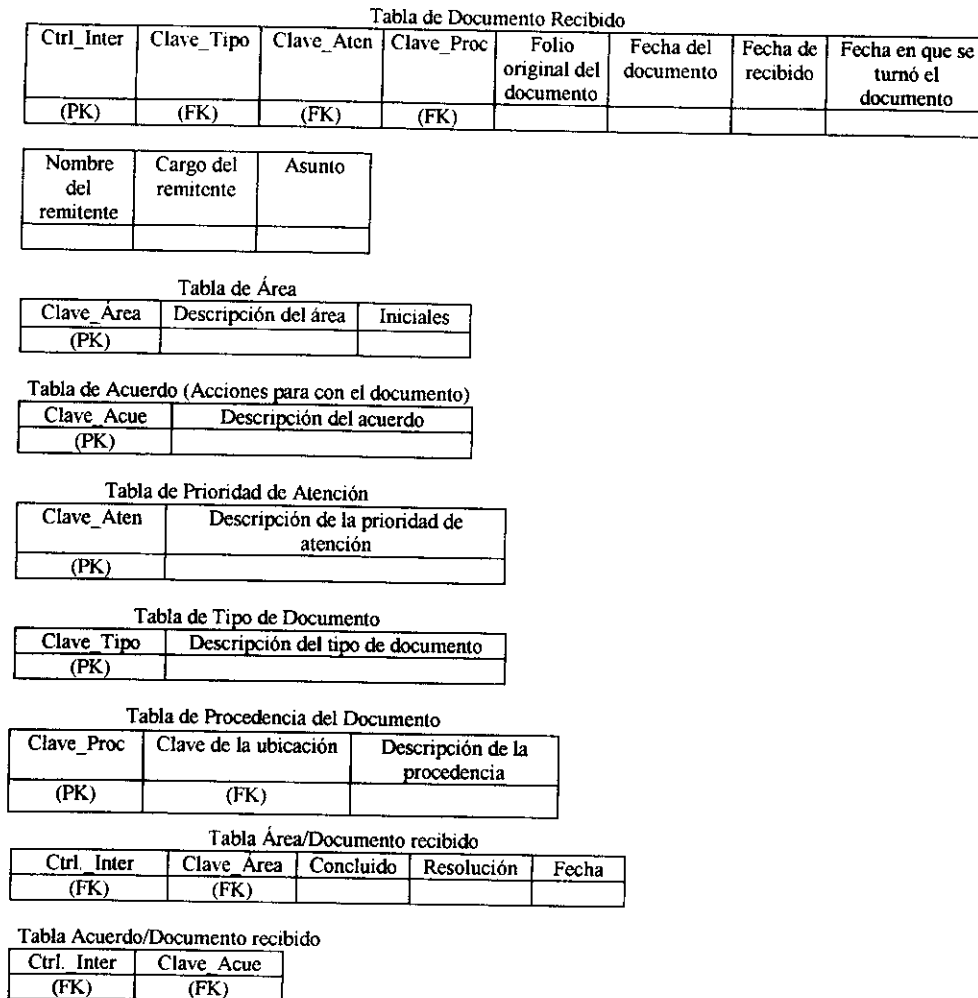 Tabla de Documento Recibido
Ctrl_Inter Clave_Tipo Clave_Aten Clave_Proc Folio original del documento Fecha del documento Fecha de recibido Fecha en que se turnó el documento
(PK) (FK) (FK) (FK)
Nombre del remitente Cargo del remitente Asunto
Tabla de Área
Clave_Área Descripción del área Iniciales
(PK)
Tabla de Acuerdo (Acciones para con el documento)
Clave_Acue Descripción del acuerdo
(PK)
Tabla de Prioridad de Atención
Clave_Aten Descripción de la prioridad de atención
(PK)
Tabla de Tipo de Documento
Clave_Tipo Descripción del tipo de documento
(PK)
Tabla de Procedencia del Documento
Clave_Proc Clave de la ubicación Descripción de la procedencia
(PK) (FK)
Tabla Área/Documento recibido
Ctrl._Inter Clave_Área Concluido Resolución Fecha
(FK) (FK)
Tabla Acuerdo/Documento recibido
Ctrl._Inter Clave_Acue
(FK) (FK)